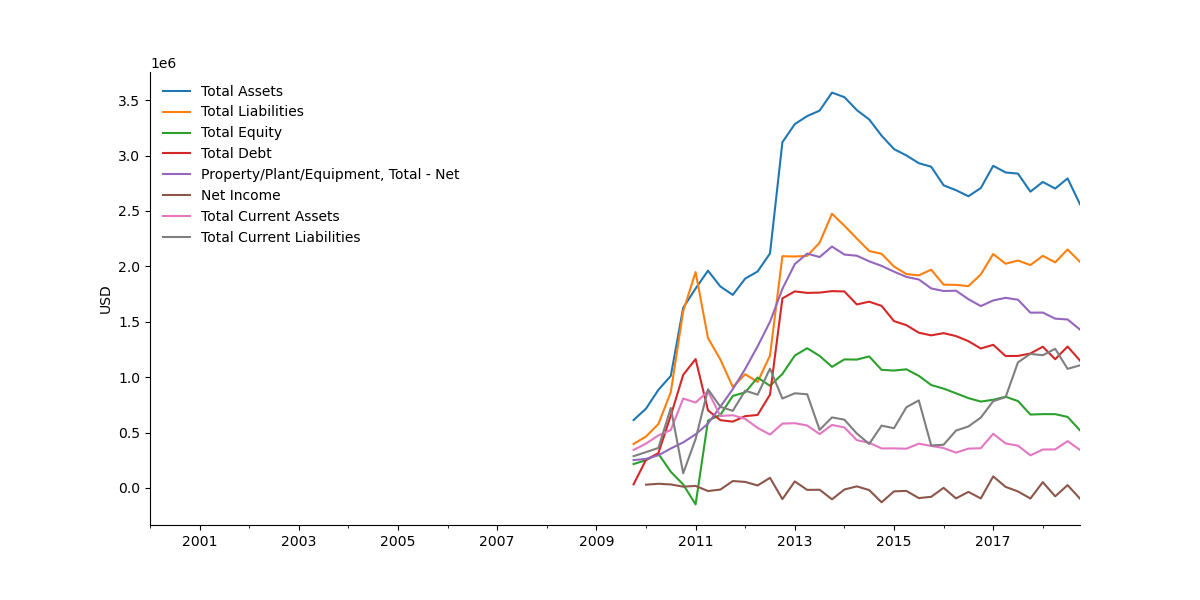 1e6
3.5
3.0
2.5
2.0
1.5
1.0
0.5
0.0
USD
Total Assets
Total Liabilities
Total Equity
Total Debt
Property/Plant/Equipment, Total - Net
Net Income
Total Current Assets
Total Current Liabilities
2001 2003 2005 2007 2009 2011 2013 2015 2017